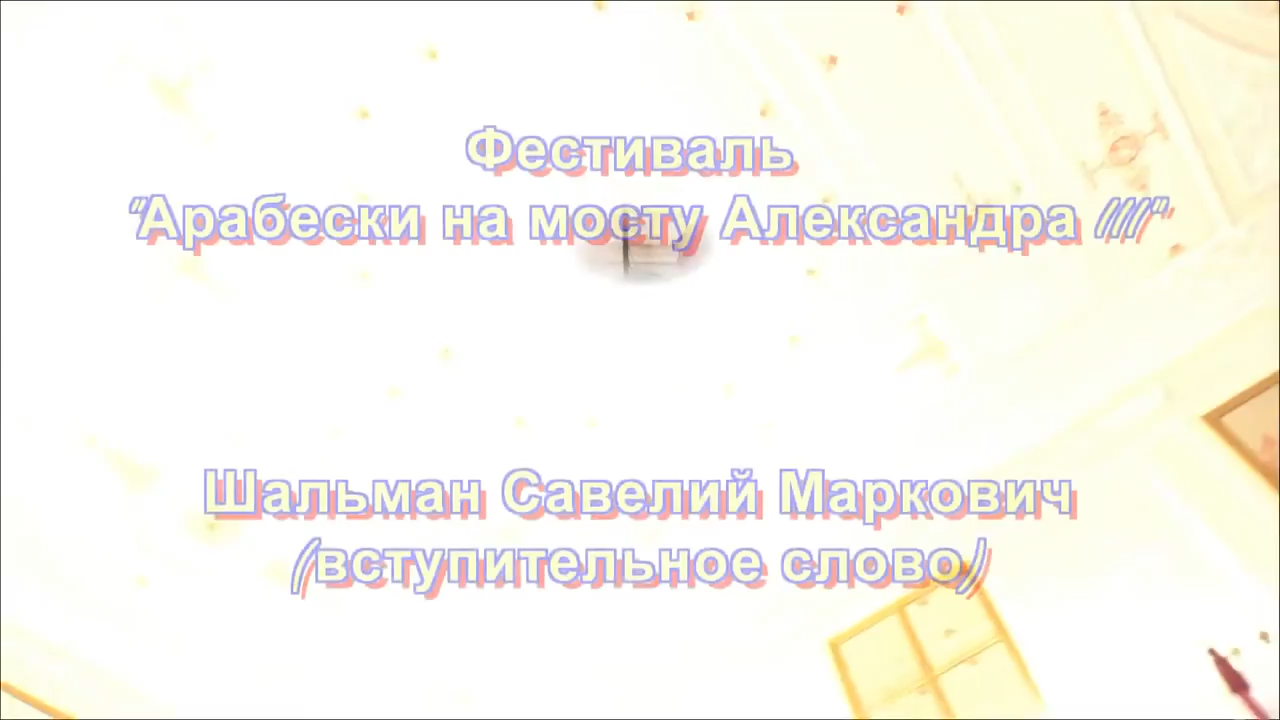 Фестиваль
"Арабески на мосту Александра III"
Шальман Савелий Маркович
(вступительное слово)